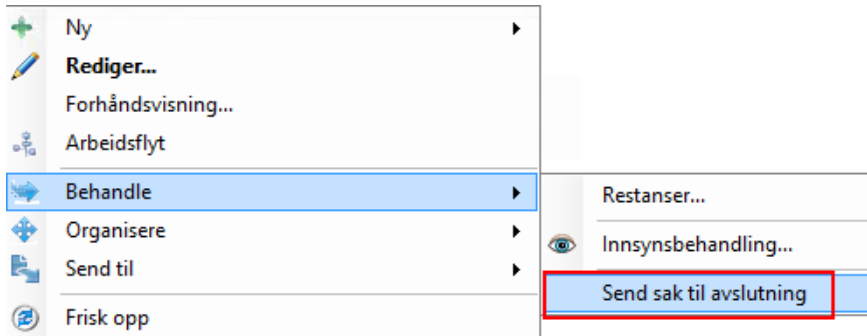 Ny
Rediger...
Forhåndsvisning...
Arbeidsflyt
Behandle
Organisere
Send til
Frisk opp
Restanser...
Innsynsbehandling...
Send sak til avslutning